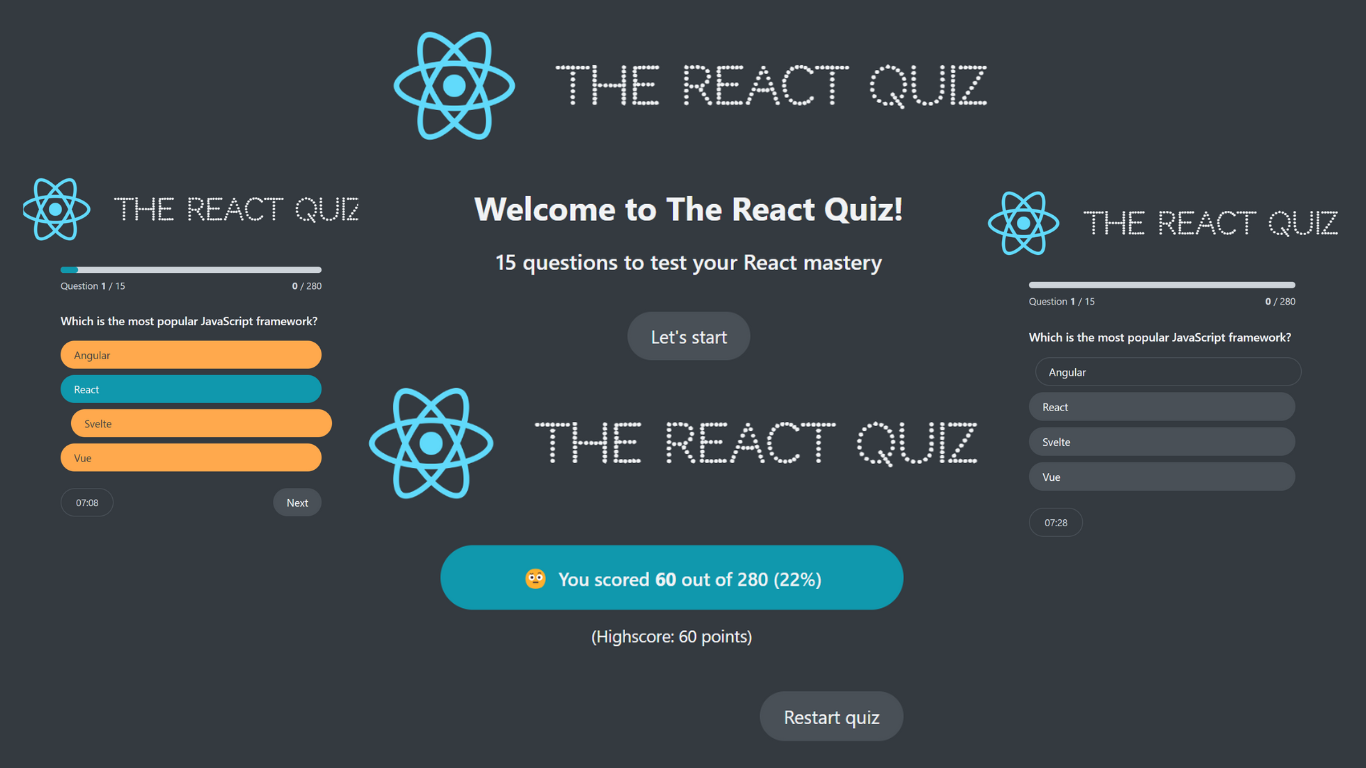 THE REACT QUIZ
Welcome to The React Quiz!
15 questions to test your React mastery
Let's start
THE REACT QUIZ
Question 1 / 15
0 / 280
Which is the most popular JavaScript framework?
Angular
React
Svelte
Vue
07:08
Next
THE REACT QUIZ
Question 1 / 15
0 / 280
Which is the most popular JavaScript framework?
Angular
React
Svelte
Vue
07:28
THE REACT QUIZ
😳 You scored 60 out of 280 (22%)
(Highscore: 60 points)
Restart quiz